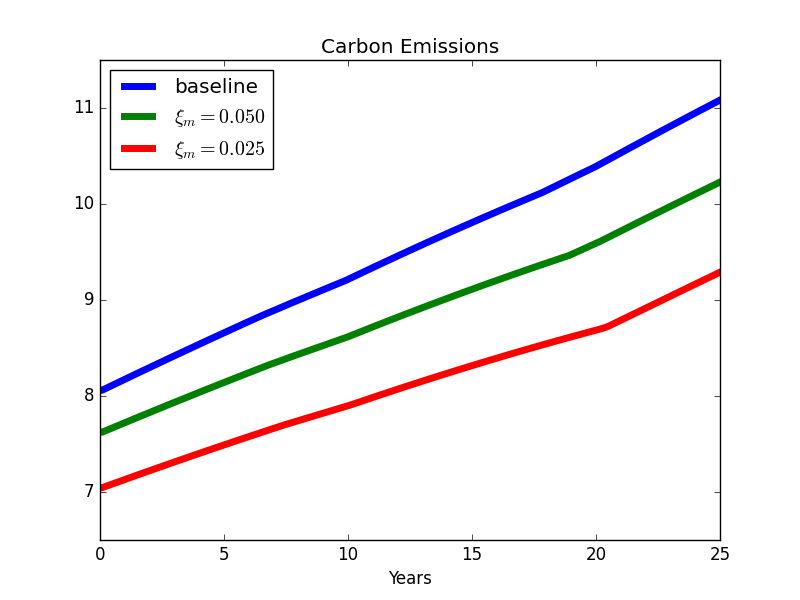 Carbon Emissions
baseline
ξm = 0.050
ξm = 0.025
11
10
9
8
7
0 5 10 15 20 25
Years